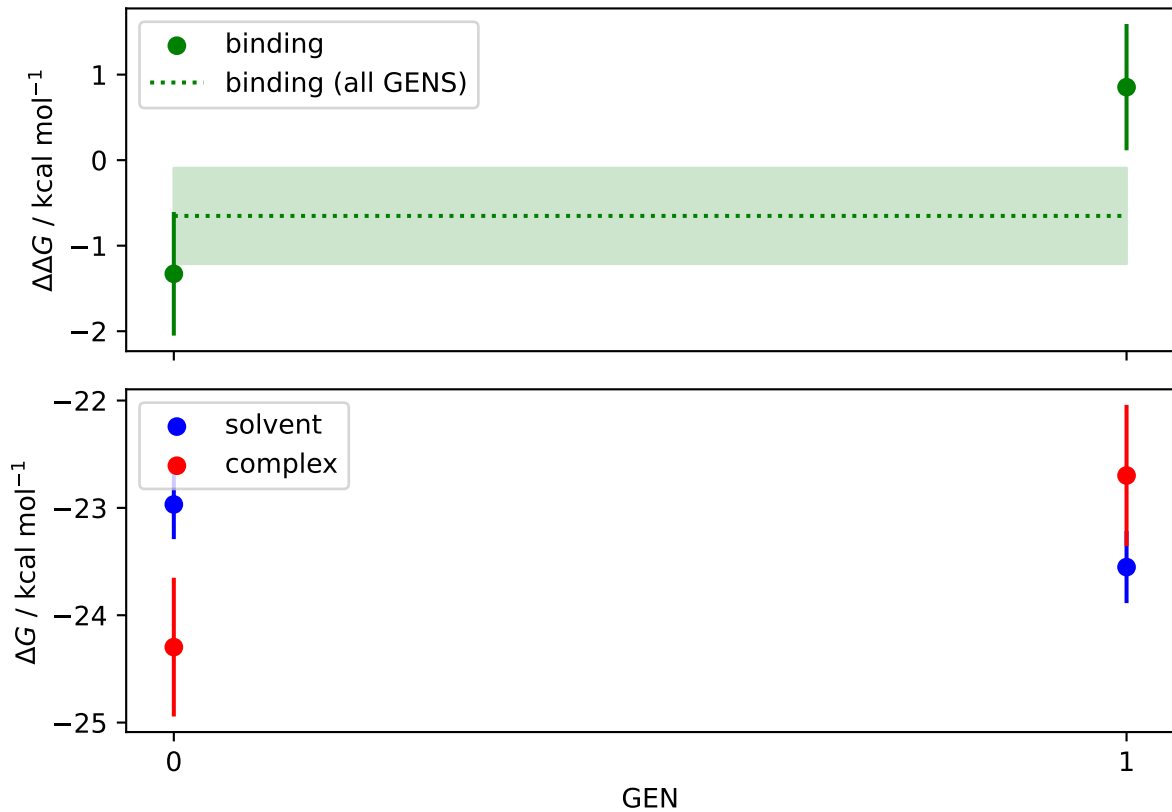 binding
binding (all GENS)
ΔΔG / kcal mol⁻¹
1
0
−1
−2
solvent
complex
ΔG / kcal mol⁻¹
−22
−23
−24
−25
0
1
GEN